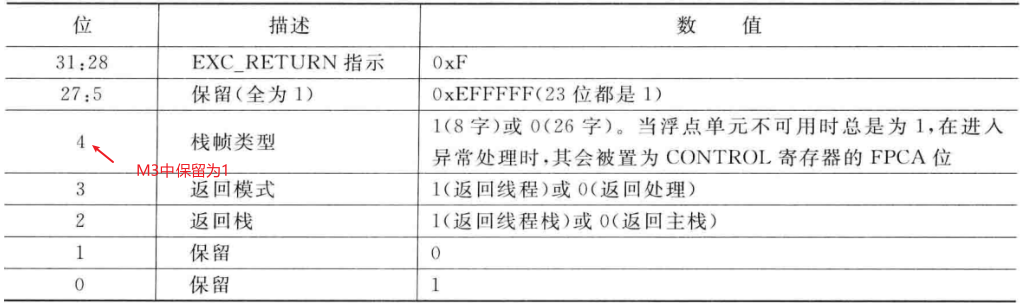 位 描述 数 值
31:28 EXC_RETURN 指示 0xF
27:5 保留(全为 1) 0xEFFFFF(23 位都是 1)
4 栈帧类型 1(8 字)或 0(26 字)。当浮点单元不可用时总是为 1,在进入
异常处理时,其会被置为 CONTROL 寄存器的 FPCA 位
M3中保留为1
3 返回模式 1(返回线程)或 0(返回处理)
2 返回栈 1(返回线程栈)或 0(返回主栈)
1 保留 0
0 保留 1